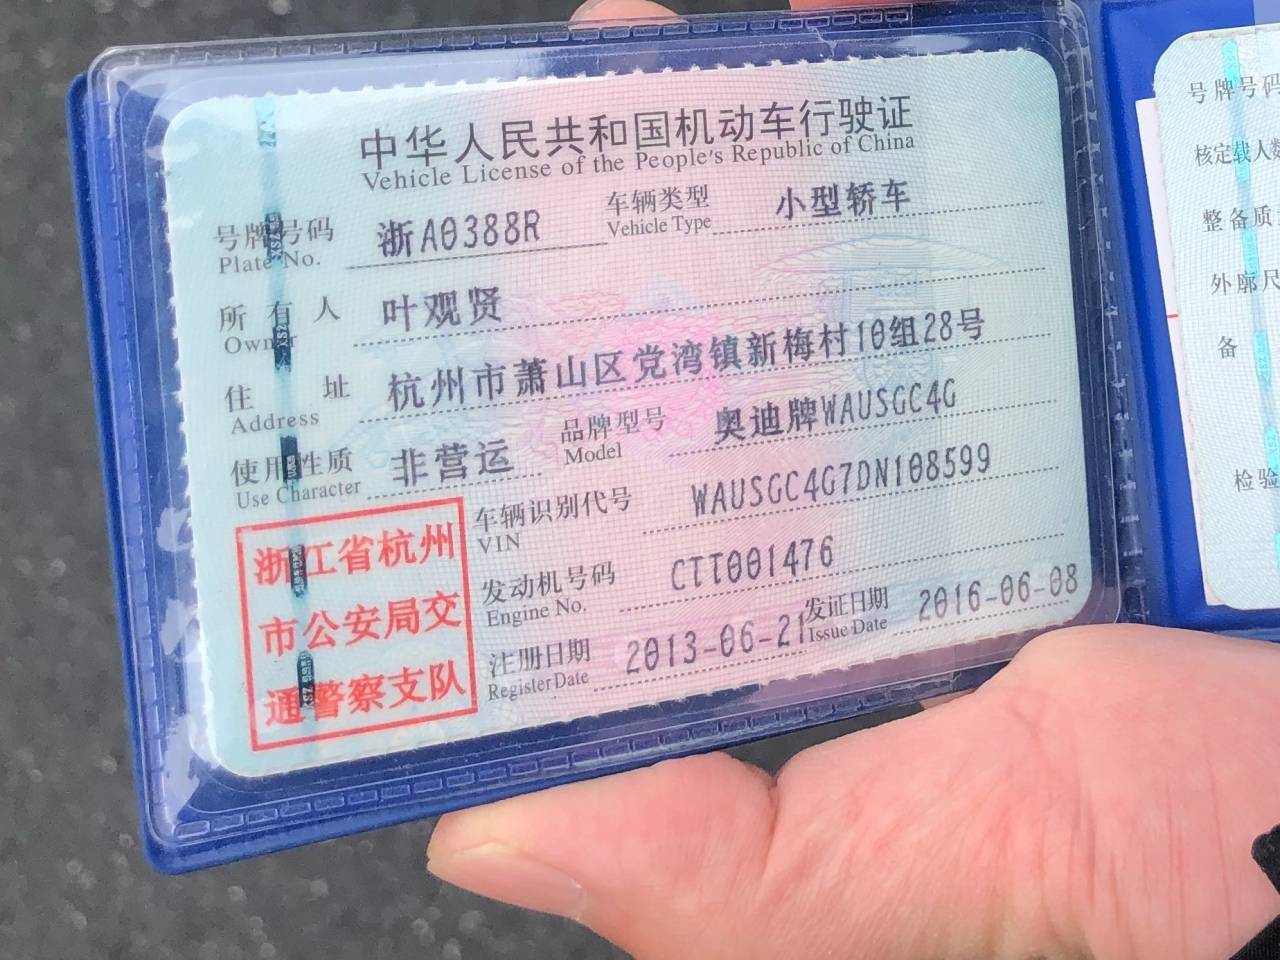 中华人民共和国机动车行驶证
Vehicle License of the People's Republic of China
号牌号码 浙A0388R 车辆类型 小型轿车
Plate No. Vehicle Type
所有人 叶观贤
Owner
住址 杭州市萧山区党湾镇新梅村10组28号
Address
使用性质 非营运 品牌型号 奥迪牌WAUSGC4G
Use Character Model
车辆识别代号 WAUSGC4G7DN108599
VIN
发动机号码 CTT001476
Engine No.
注册日期 2013-06-21 发证日期 2016-06-08
Register Date Issue Date
浙江省杭州
市公安局交
通警察支队
号牌号码
核定载人数
整备质
外廓尺
备
检验